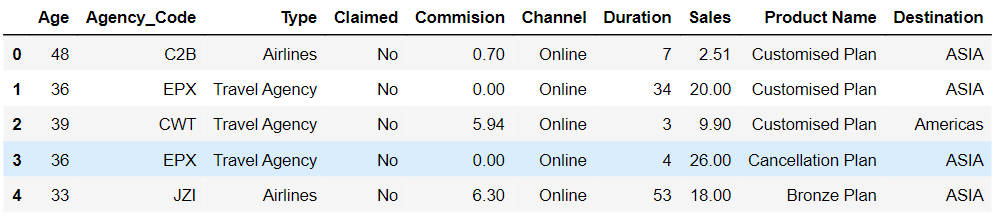 Age Agency_Code Type Claimed Commision Channel Duration Sales Product Name Destination
0 48 C2B Airlines No 0.70 Online 7 2.51 Customised Plan ASIA
1 36 EPX Travel Agency No 0.00 Online 34 20.00 Customised Plan ASIA
2 39 CWT Travel Agency No 5.94 Online 3 9.90 Customised Plan Americas
3 36 EPX Travel Agency No 0.00 Online 4 26.00 Cancellation Plan ASIA
4 33 JZI Airlines No 6.30 Online 53 18.00 Bronze Plan ASIA